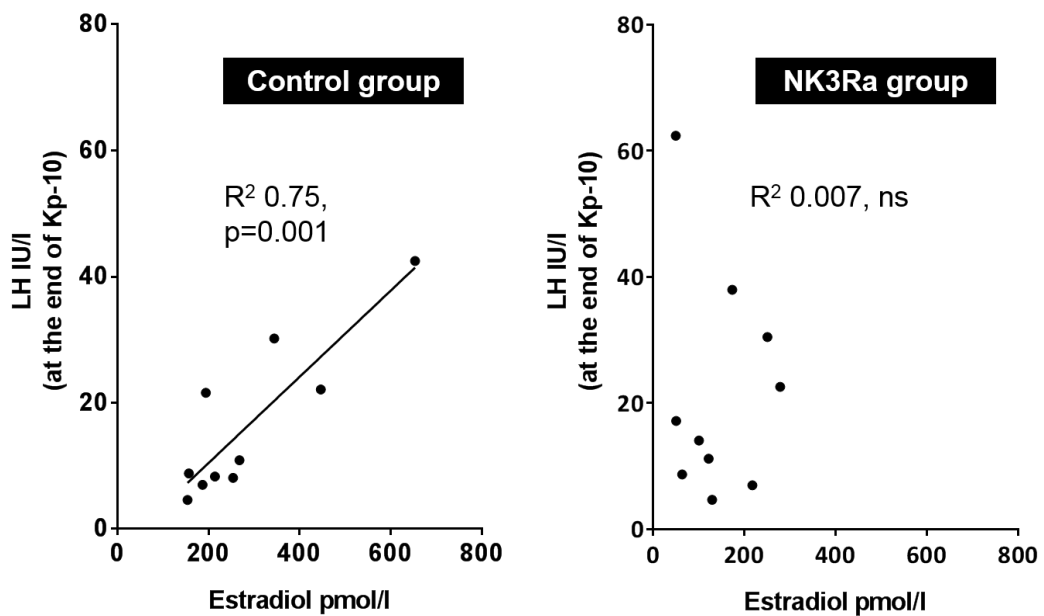 Control group
R² 0.75,
p=0.001
LH IU/l
(at the end of Kp-10)
80
60
40
20
0
0 200 400 600 800
Estradiol pmol/l
NK3Ra group
R² 0.007, ns
LH IU/l
(at the end of Kp-10)
80
60
40
20
0
0 200 400 600 800
Estradiol pmol/l